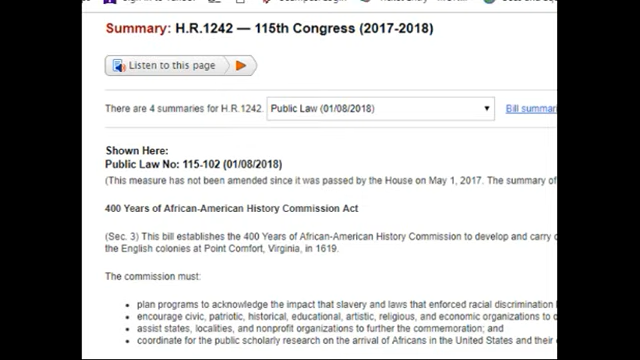 Summary: H.R.1242 — 115th Congress (2017-2018)
Listen to this page
There are 4 summaries for H.R.1242. Public Law (01/08/2018) Bill summar
Shown Here:
Public Law No: 115-102 (01/08/2018)
(This measure has not been amended since it was passed by the House on May 1, 2017. The summary of
400 Years of African-American History Commission Act
(Sec. 3) This bill establishes the 400 Years of African-American History Commission to develop and carry
the English colonies at Point Comfort, Virginia, in 1619.
The commission must:
plan programs to acknowledge the impact that slavery and laws that enforced racial discrimination
encourage civic, patriotic, historical, educational, artistic, religious, and economic organizations to
assist states, localities, and nonprofit organizations to further the commemoration; and
coordinate for the public scholarly research on the arrival of Africans in the United States and their